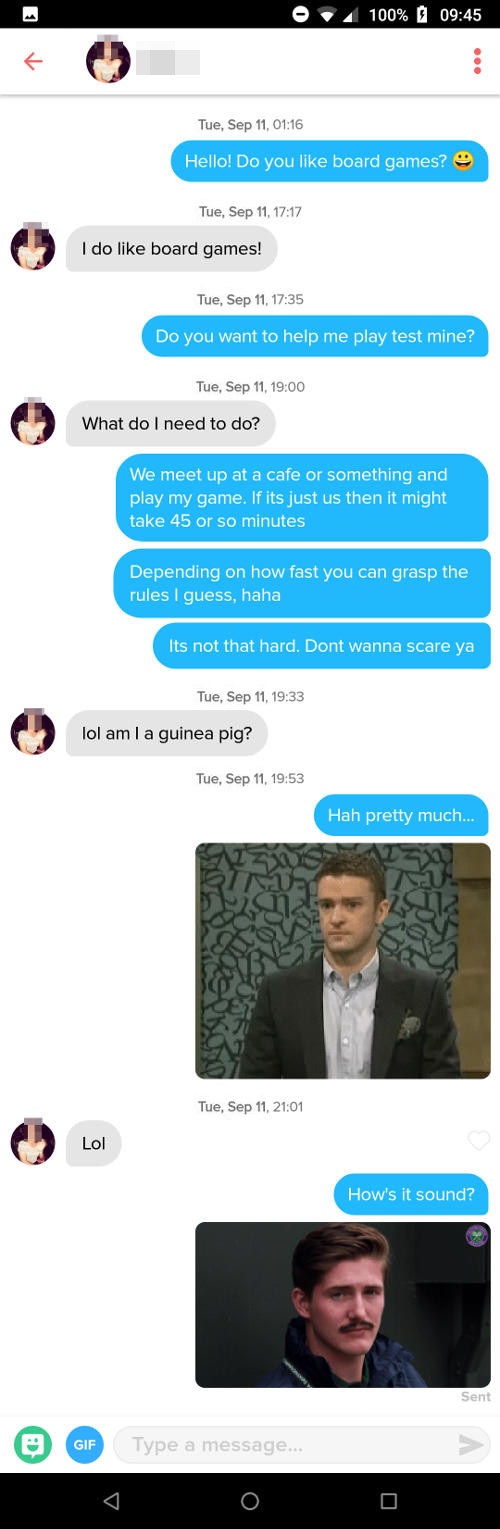 100% 09:45
Tue, Sep 11, 01:16
Hello! Do you like board games? 😀
Tue, Sep 11, 17:17
I do like board games!
Tue, Sep 11, 17:35
Do you want to help me play test mine?
Tue, Sep 11, 19:00
What do I need to do?
We meet up at a cafe or something and
play my game. If its just us then it might
take 45 or so minutes
Depending on how fast you can grasp the
rules I guess, haha
Its not that hard. Dont wanna scare ya
Tue, Sep 11, 19:33
lol am I a guinea pig?
Tue, Sep 11, 19:53
Hah pretty much...
Tue, Sep 11, 21:01
Lol
How's it sound?
Sent
GIF Type a message...